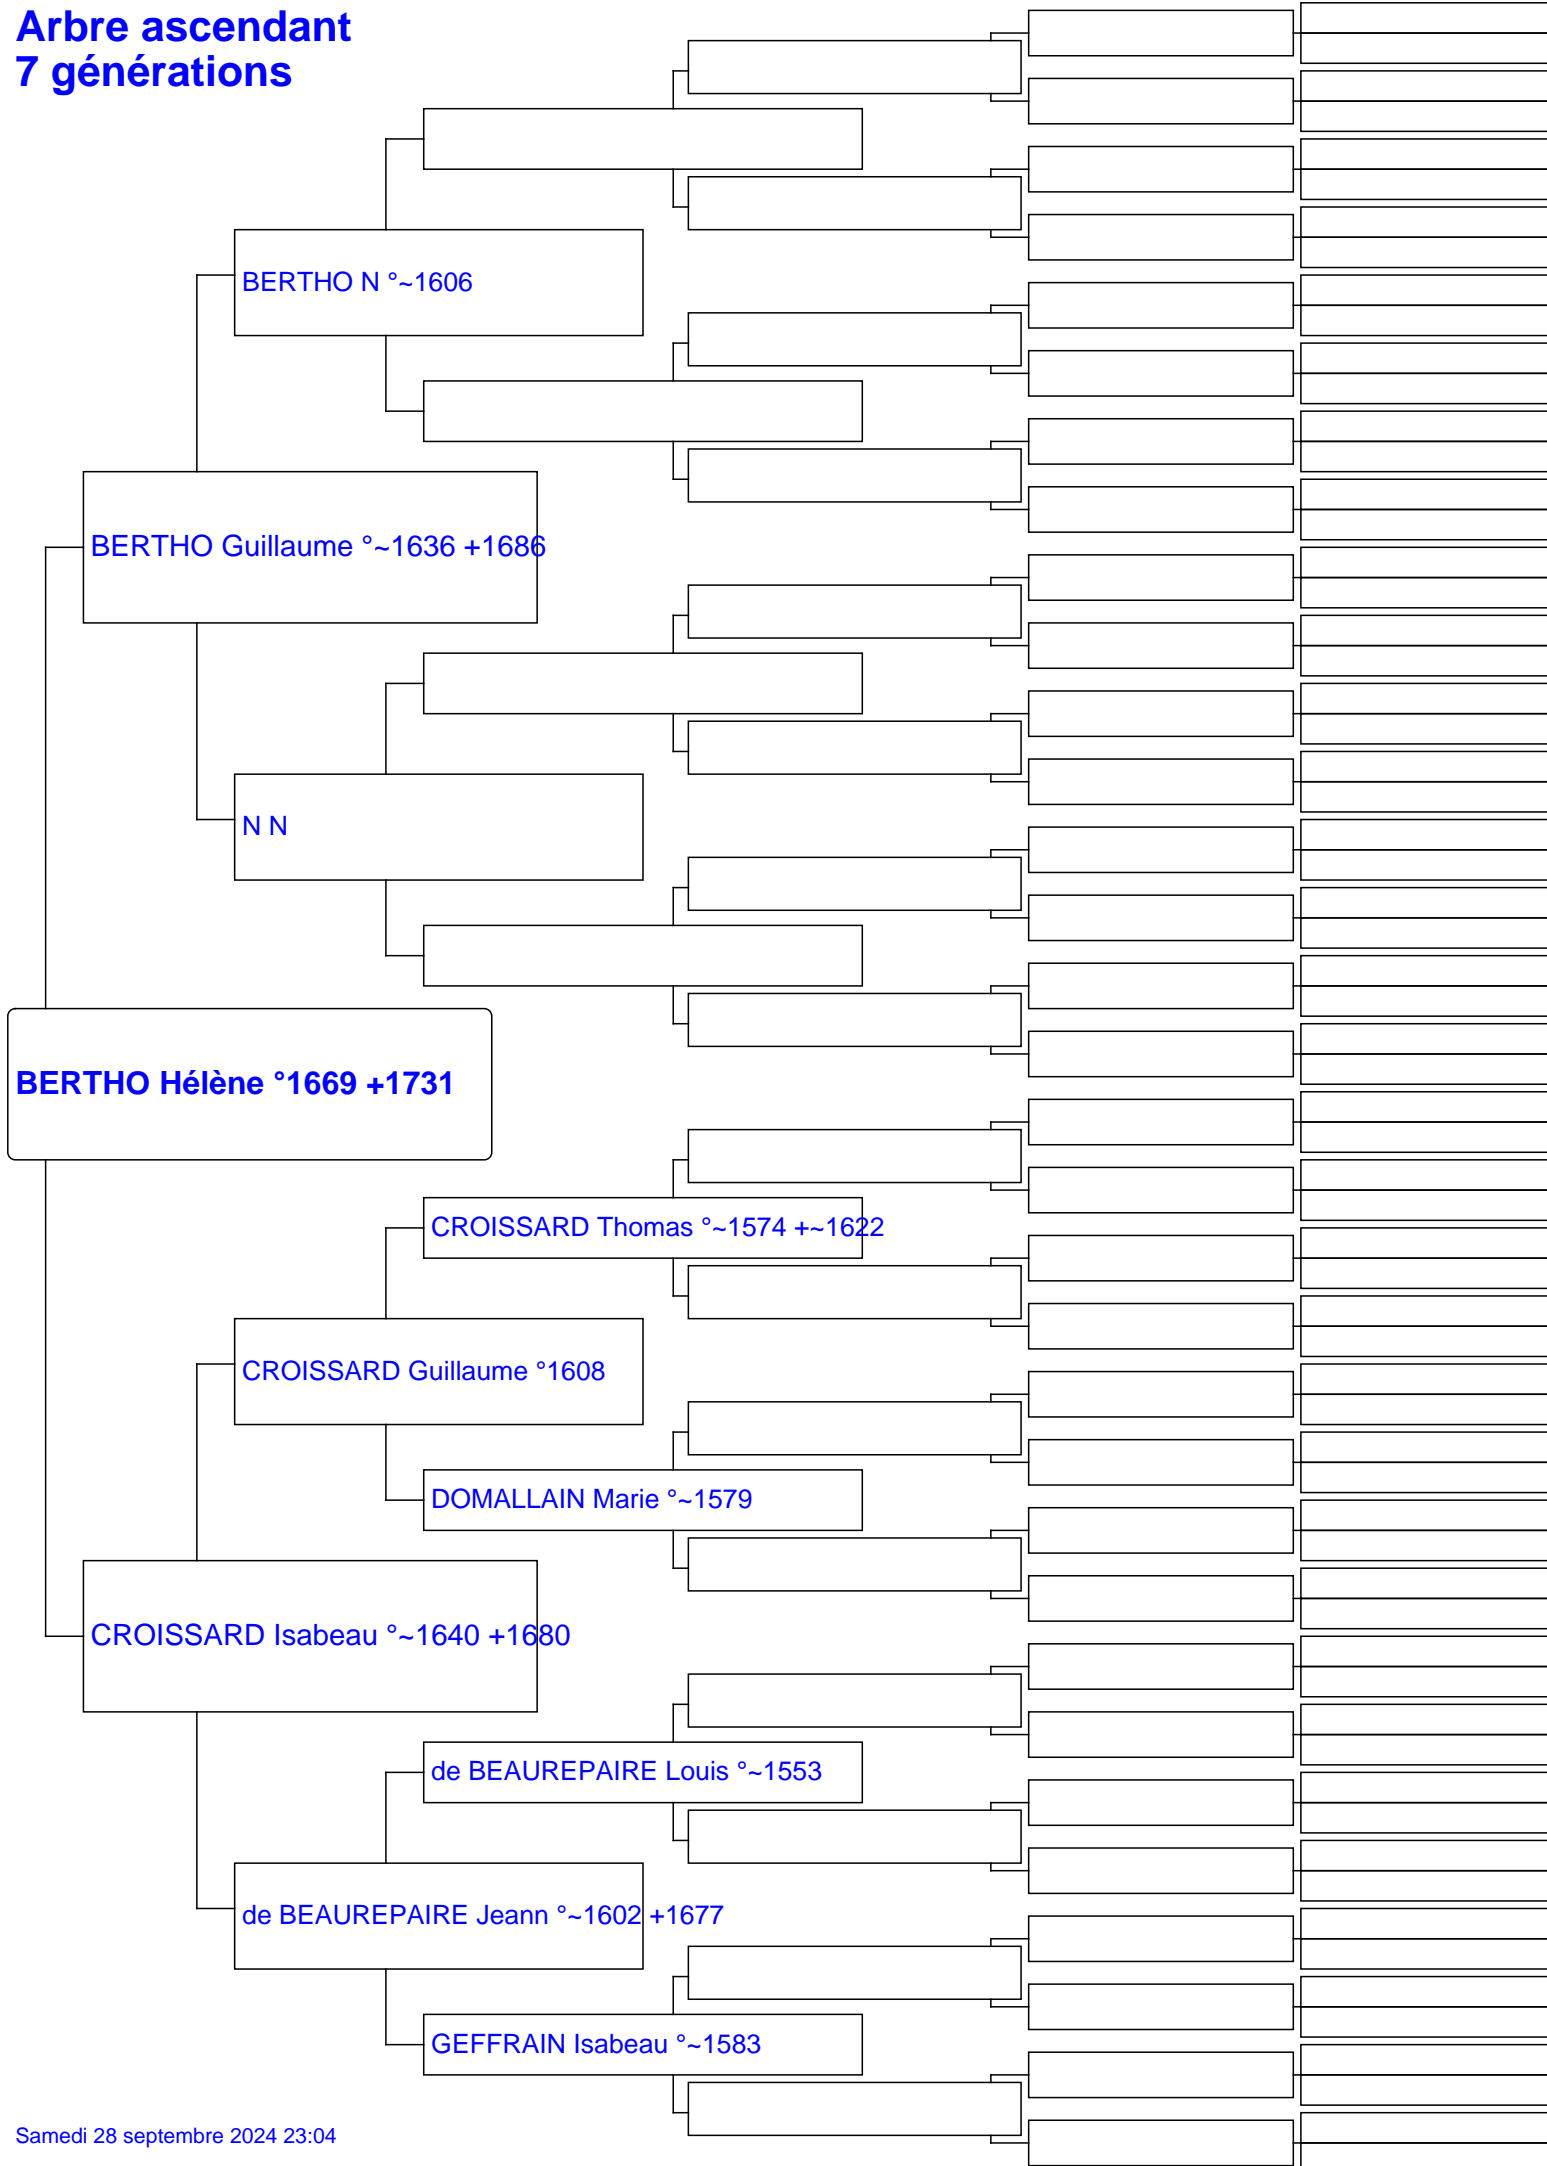 Arbre ascendant
7 générations
BERTHO N °~1606
BERTHO Guillaume °~1636 +1686
N N
BERTHO Hélène °1669 +1731
CROISSARD Thomas °~1574 +~1622
CROISSARD Guillaume °1608
DOMALLAIN Marie °~1579
CROISSARD Isabeau °~1640 +1680
de BEAUREPAIRE Louis °~1553
de BEAUREPAIRE Jeann °~1602 +1677
GEFFRAIN Isabeau °~1583
Samedi 28 septembre 2024 23:04